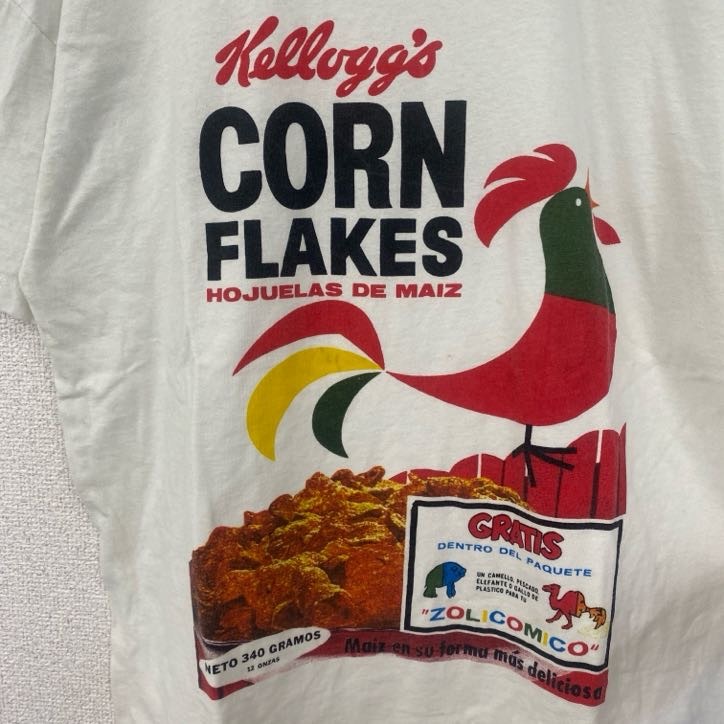 Kellogg's
CORN
FLAKES
HOJUELAS DE MAIZ
GRATIS
DENTRO DEL PAQUETE
UN CAMELLO, PESCADO,
ELEFANTE O GALLO DE
PLASTICO PARA TU
"ZOLICOMICO"
NETO 340 GRAMOS
12 ONZAS
Maiz en su forma más deliciosa